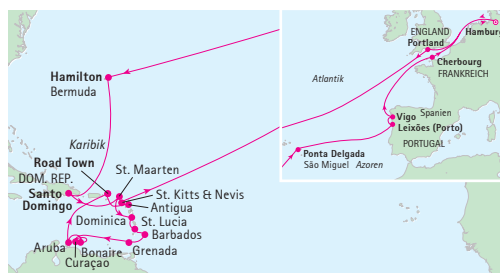 ENGLAND
Portland
Hamburg
Cherbourg
FRANKREICH
Atlantik
Hamilton
Bermuda
Vigo
Spanien
Leixões (Porto)
PORTUGAL
Ponta Delgada
São Miguel
Azoren
Karibik
Road Town
DOM. REP.
St. Maarten
Santo
Domingo
St. Kitts & Nevis
Antigua
Dominica
St. Lucia
Barbados
Aruba
Bonaire
Grenada
Curaçao